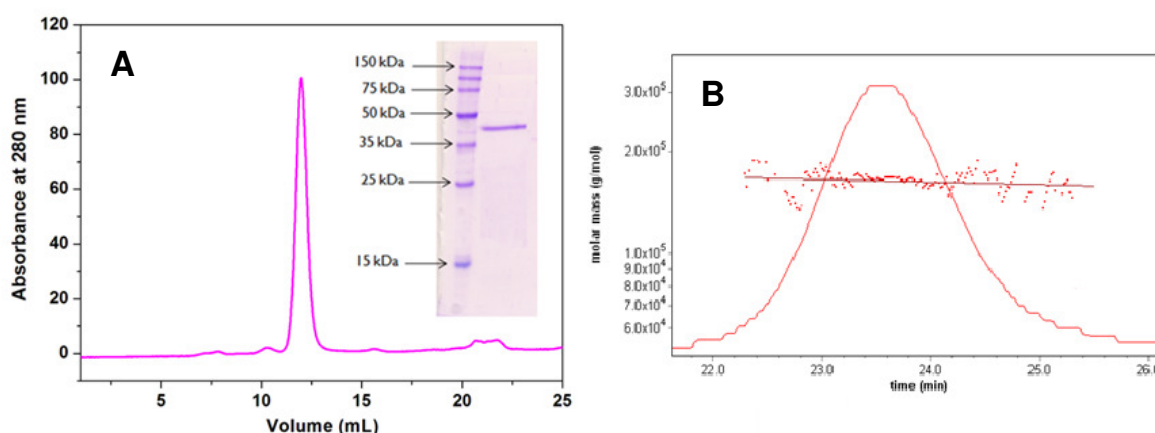 A
120
100
80
60
40
20
0
Absorbance at 280 nm
5
10
15
20
25
Volume (mL)
150 kDa
75 kDa
50 kDa
35 kDa
25 kDa
15 kDa
B
3.0x10⁵
2.0x10⁵
1.0x10⁵
9.0x10⁴
8.0x10⁴
7.0x10⁴
6.0x10⁴
molar mass (g/mol)
22.0
23.0
24.0
25.0
26.0
time (min)